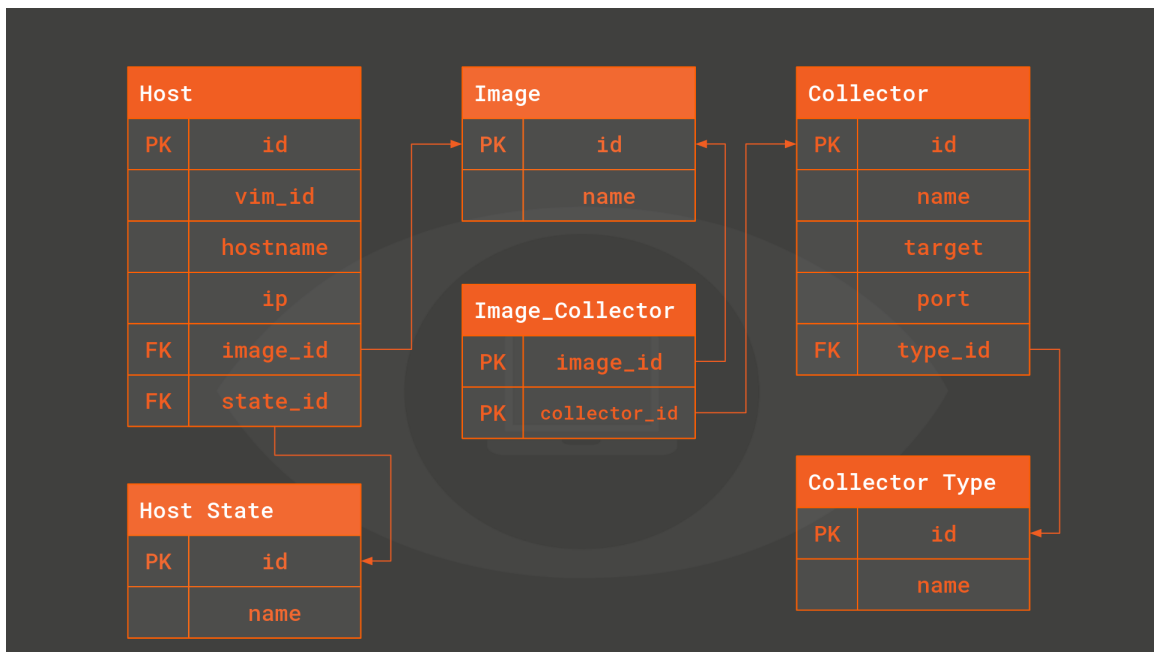 Host
PK id
vim_id
hostname
ip
FK image_id
FK state_id
Host State
PK id
name
Image
PK id
name
Image_Collector
PK image_id
PK collector_id
Collector
PK id
name
target
port
FK type_id
Collector Type
PK id
name